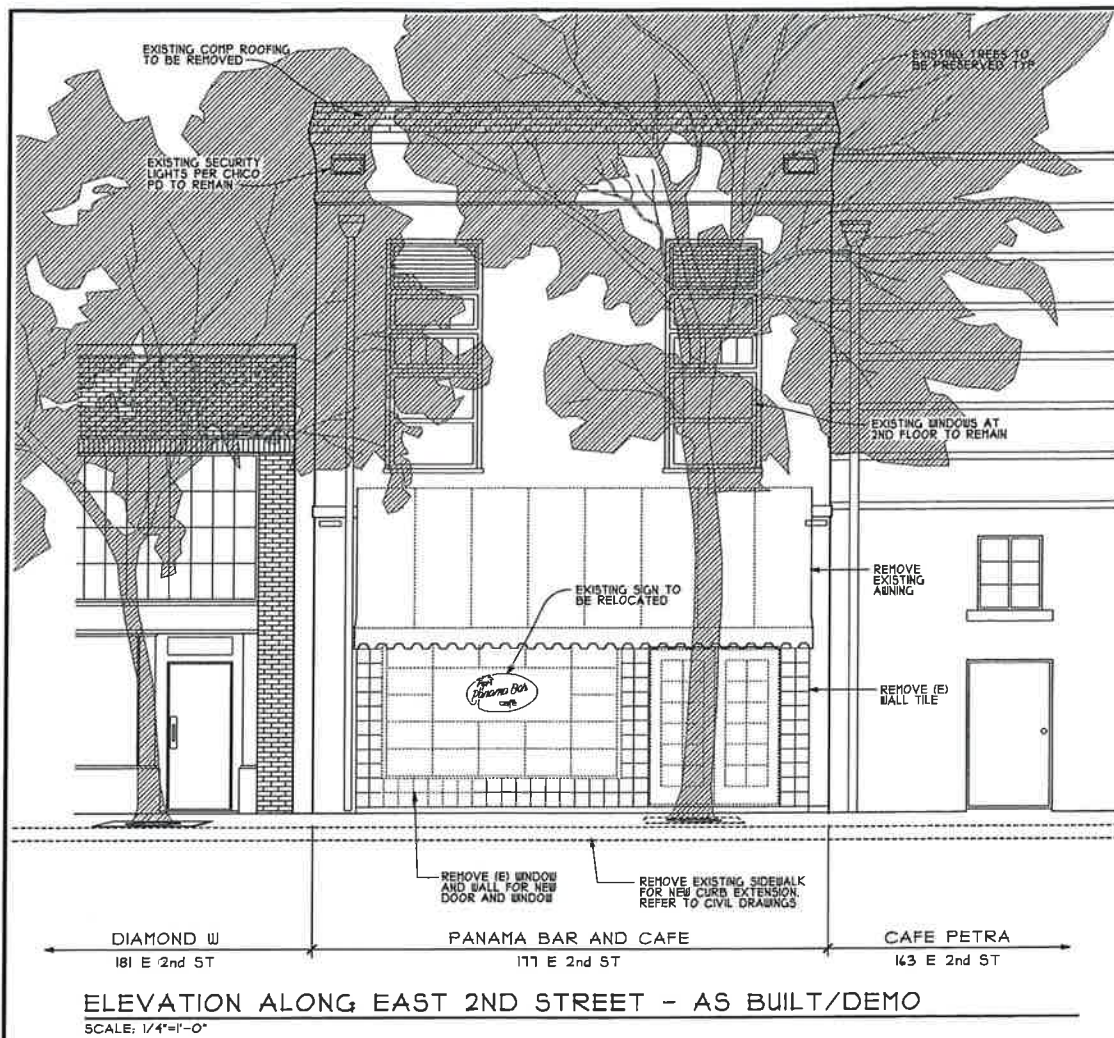 EXISTING COMP ROOFING
TO BE REMOVED
EXISTING TREES TO
BE PRESERVED, TYP
EXISTING SECURITY
LIGHTS PER CHICO
PD TO REMAIN
EXISTING WINDOWS AT
2ND FLOOR TO REMAIN
REMOVE
EXISTING
AWNING
EXISTING SIGN TO
BE RELOCATED
Panama Bar
cafe
REMOVE (E)
WALL TILE
REMOVE (E) WINDOW
AND WALL FOR NEW
DOOR AND WINDOW
REMOVE EXISTING SIDEWALK
FOR NEW CURB EXTENSION.
REFER TO CIVIL DRAWINGS
DIAMOND W
181 E 2nd ST
PANAMA BAR AND CAFE
177 E 2nd ST
CAFE PETRA
163 E 2nd ST
ELEVATION ALONG EAST 2ND STREET - AS BUILT/DEMO
SCALE: 1/4"=1'-0"